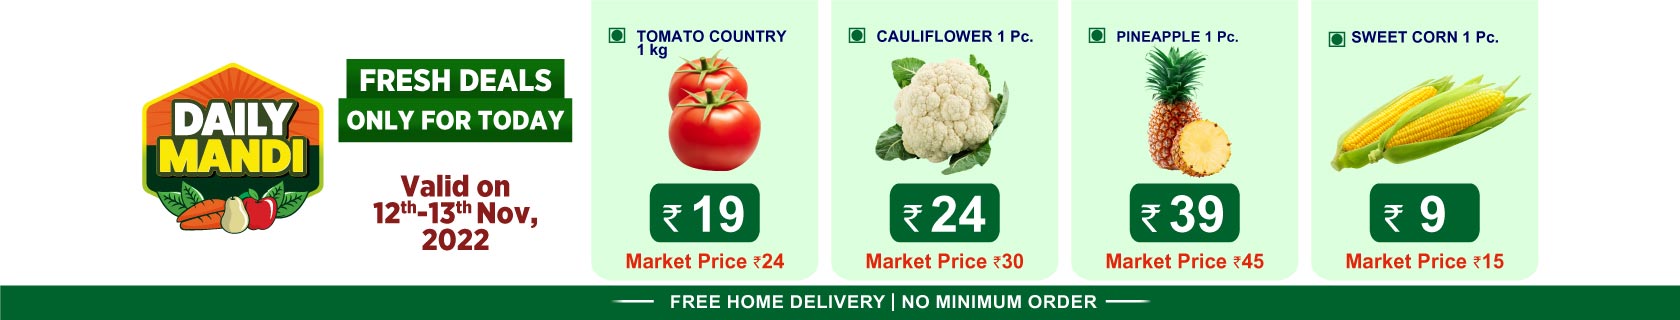 DAILY
MANDI
FRESH DEALS
ONLY FOR TODAY
Valid on
12th-13th Nov,
2022
TOMATO COUNTRY
1 kg
₹ 19
Market Price ₹24
CAULIFLOWER 1 Pc.
₹ 24
Market Price ₹30
PINEAPPLE 1 Pc.
₹ 39
Market Price ₹45
SWEET CORN 1 Pc.
₹ 9
Market Price ₹15
FREE HOME DELIVERY | NO MINIMUM ORDER